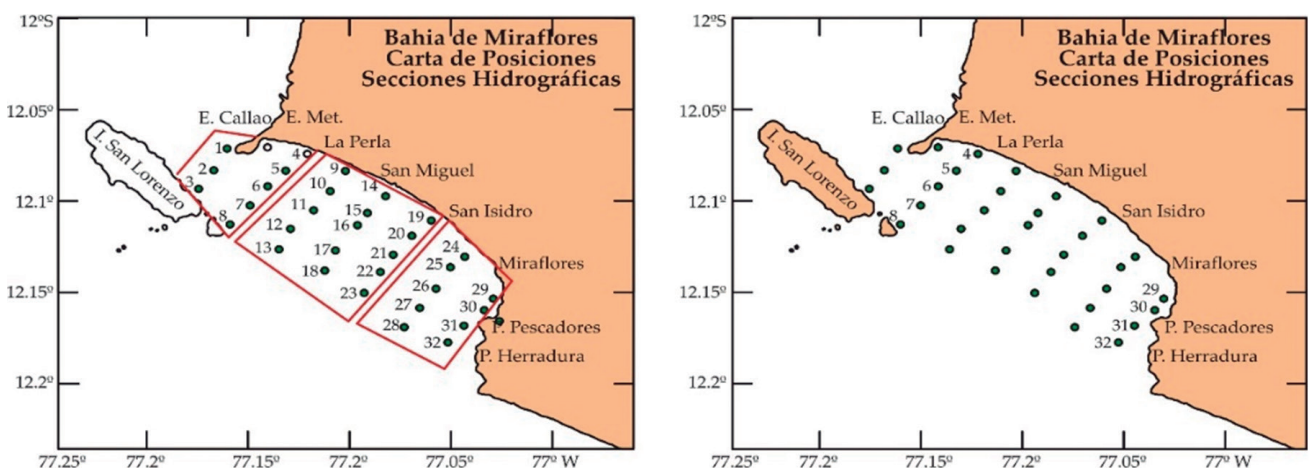 12ºS
Bahia de Miraflores
Carta de Posiciones
Secciones Hidrográficas
12.05º
E. Callao
E. Met.
La Perla
I. San Lorenzo
San Miguel
1
4
2
5
9
3
6
10
14
12.1º
7
11
15
8
12
16
19
San Isidro
13
17
20
24
18
21
25
Miraflores
22
26
29
12.15º
23
27
30
28
31
P. Pescadores
32
P. Herradura
12.2º
77.25º
77.2º
77.15º
77.2º
77.05º
77º W
12ºS
Bahia de Miraflores
Carta de Posiciones
Secciones Hidrográficas
12.05º
E. Callao
E. Met.
La Perla
I. San Lorenzo
San Miguel
4
5
6
12.1º
7
8
San Isidro
Miraflores
12.15º
29
30
31
P. Pescadores
32
P. Herradura
12.2º
77.25º
77.2º
77.15º
77.2º
77.05º
77º W